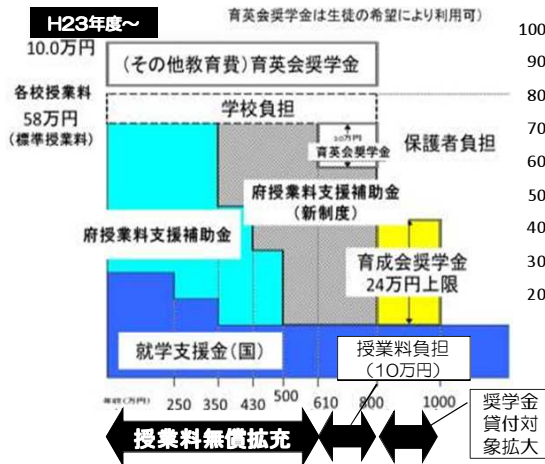 H23年度～
育英会奨学金は生徒の希望により利用可)
10.0万円
(その他教育費)育英会奨学金
各校授業料
58万円
(標準授業料)
学校負担
10万円
育英会奨学金
保護者負担
府授業料支援補助金
(新制度)
府授業料支援補助金
育成会奨学金
24万円上限
就学支援金(国)
授業料負担
(10万円)
年収(万円)
250
350
430
500
610
800
1000
授業料無償拡充
奨学金
貸付対
象拡大
100
90
80
70
60
50
40
30
20